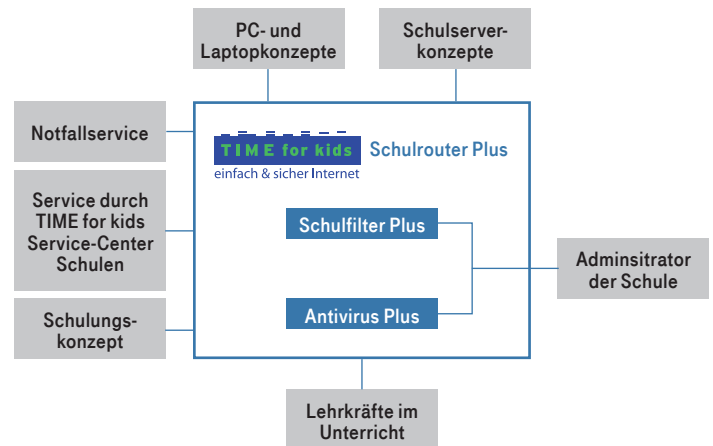 PC- und
Laptopkonzepte
Schulserver-
konzepte
Notfallservice
TIME for kids
Schulrouter Plus
einfach & sicher Internet
Service durch
TIME for kids
Service-Center
Schulen
Schulfilter Plus
Adminsitrator
der Schule
Schulungs-
konzept
Antivirus Plus
Lehrkräfte im
Unterricht